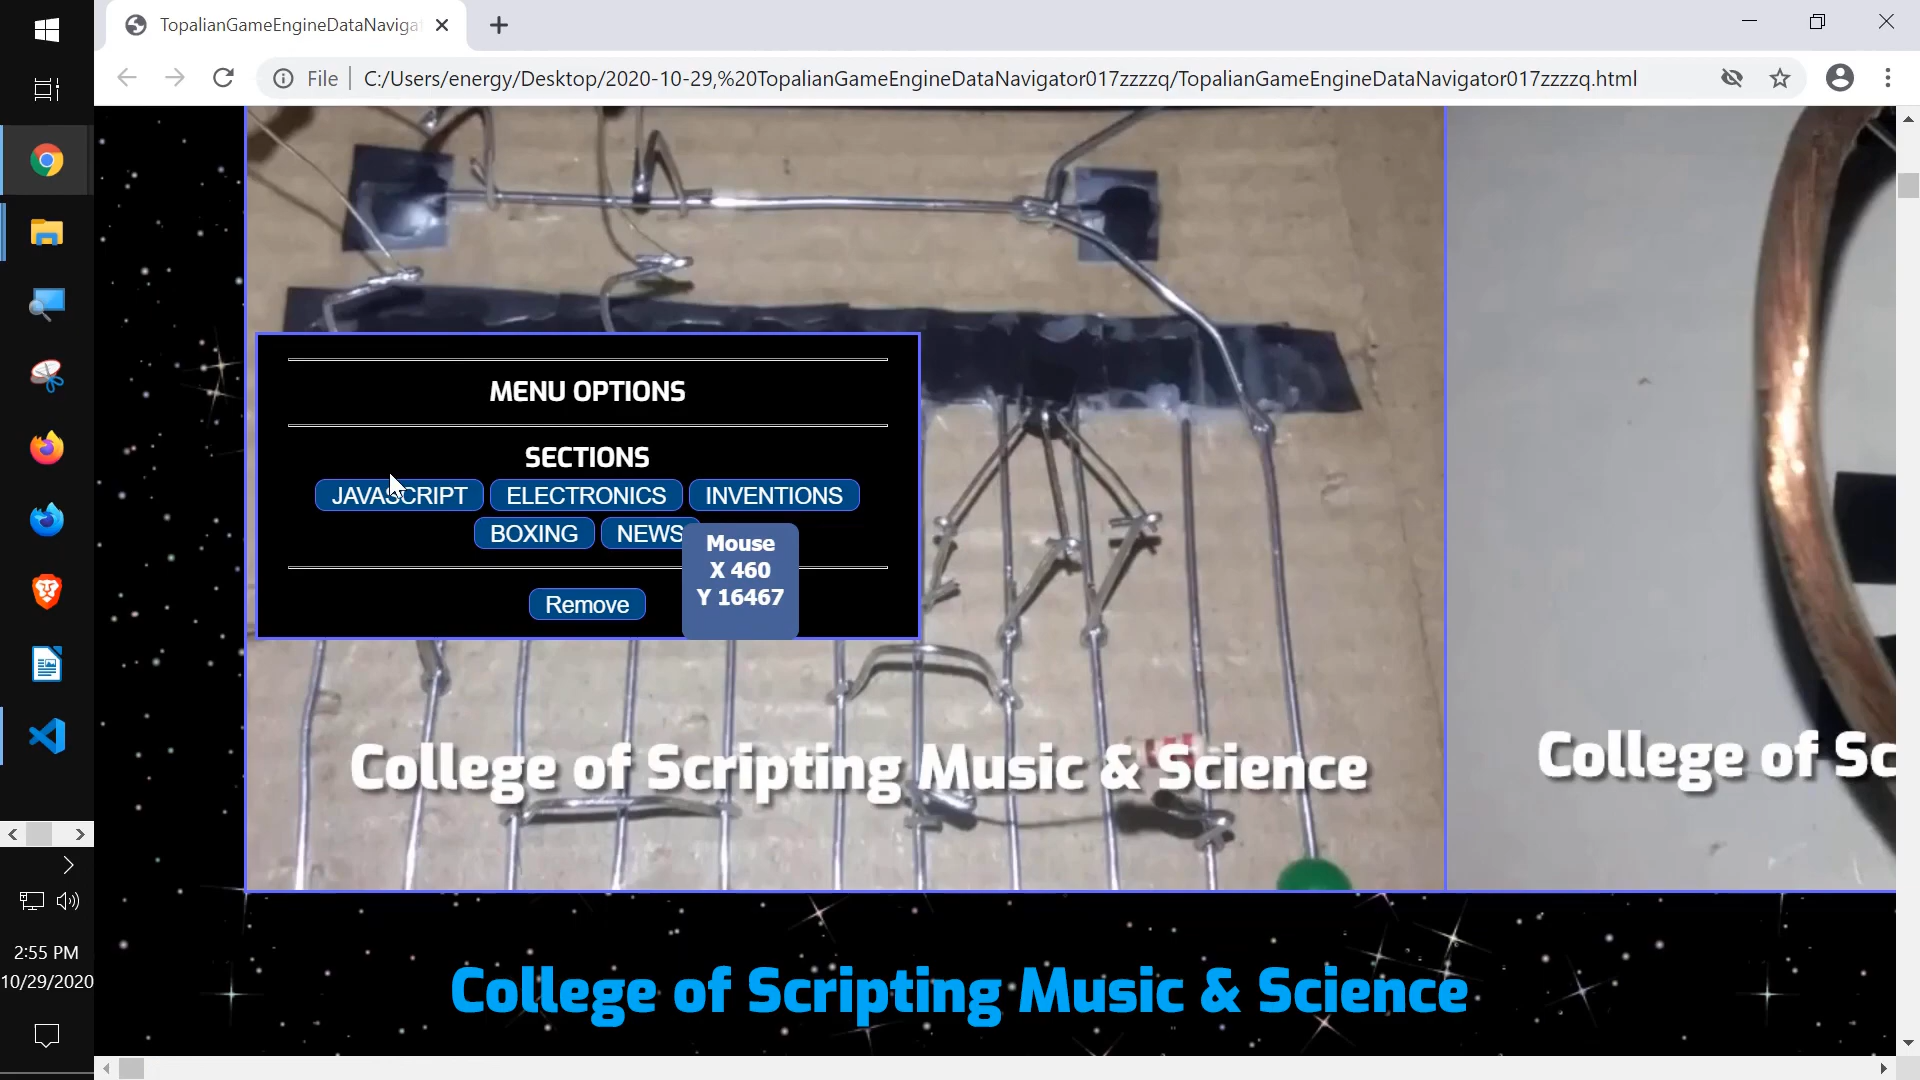 TopalianGameEngineDataNaviga
File
C:/Users/energy/Desktop/2020-10-29,%20TopalianGameEngineDataNavigator017zzzzq/TopalianGameEngineDataNavigator017zzzzq.html
MENU OPTIONS
SECTIONS
JAVASCRIPT ELECTRONICS INVENTIONS
BOXING NEWS
Mouse
X 460
Y 16467
Remove
College of Scripting Music & Science
College of Sc
College of Scripting Music & Science
2:55 PM
10/29/2020